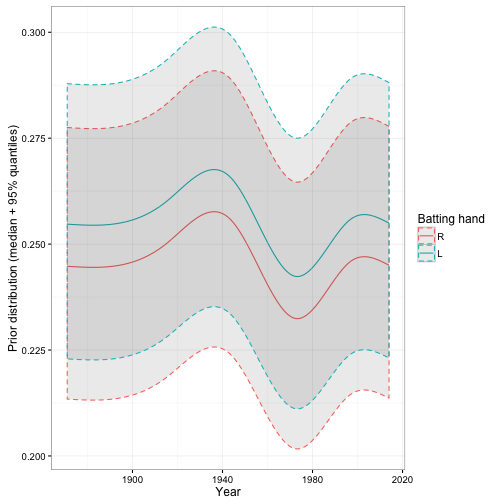 Prior distribution (median + 95% quantiles)
0.300
0.275
0.250
0.225
0.200
1900
1940
1980
2020
Year
Batting hand
R
L